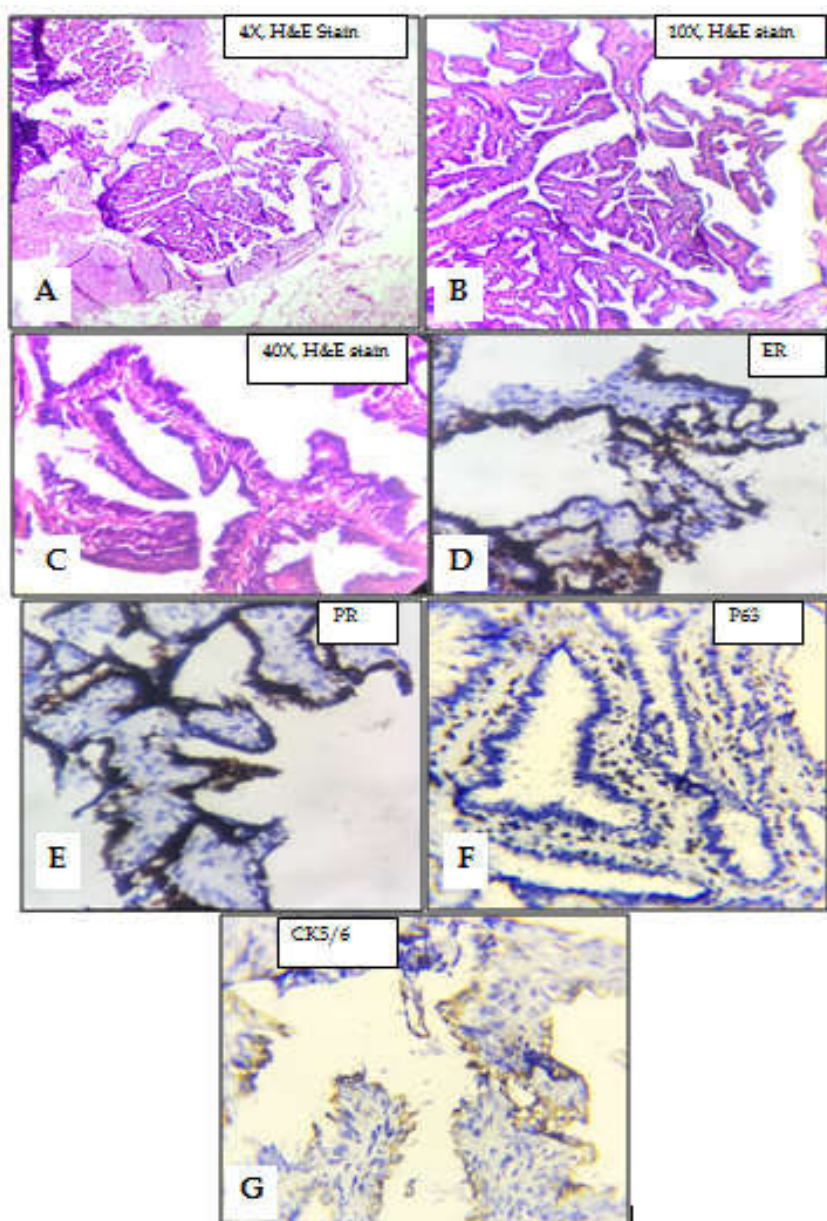 4X, H&E Stain
10X, H&E stain
A
B
40X, H&E stain
ER
C
D
PR
P63
E
F
CK5/6
G